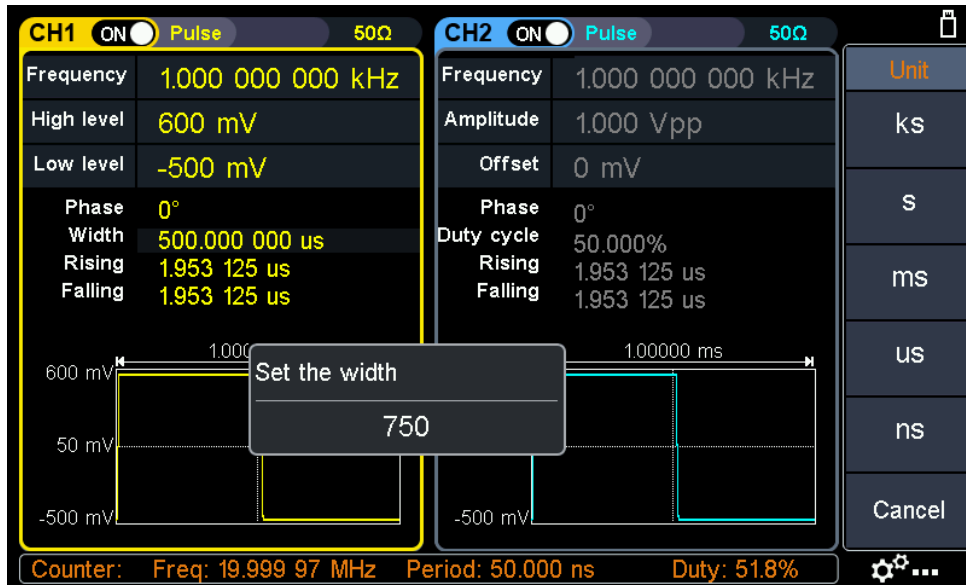 CH1 ON Pulse 50Ω
Frequency 1.000 000 000 kHz
High level 600 mV
Low level -500 mV
Phase 0°
Width 500.000 000 us
Rising 1.953 125 us
Falling 1.953 125 us
600 mV
50 mV
-500 mV
1.000
CH2 ON Pulse 50Ω
Frequency 1.000 000 000 kHz
Amplitude 1.000 Vpp
Offset 0 mV
Phase 0°
Duty cycle 50.000%
Rising 1.953 125 us
Falling 1.953 125 us
1.00000 ms
-500 mV
Set the width
750
Unit
ks
s
ms
us
ns
Cancel
Counter: Freq: 19.999 97 MHz Period: 50.000 ns Duty: 51.8%